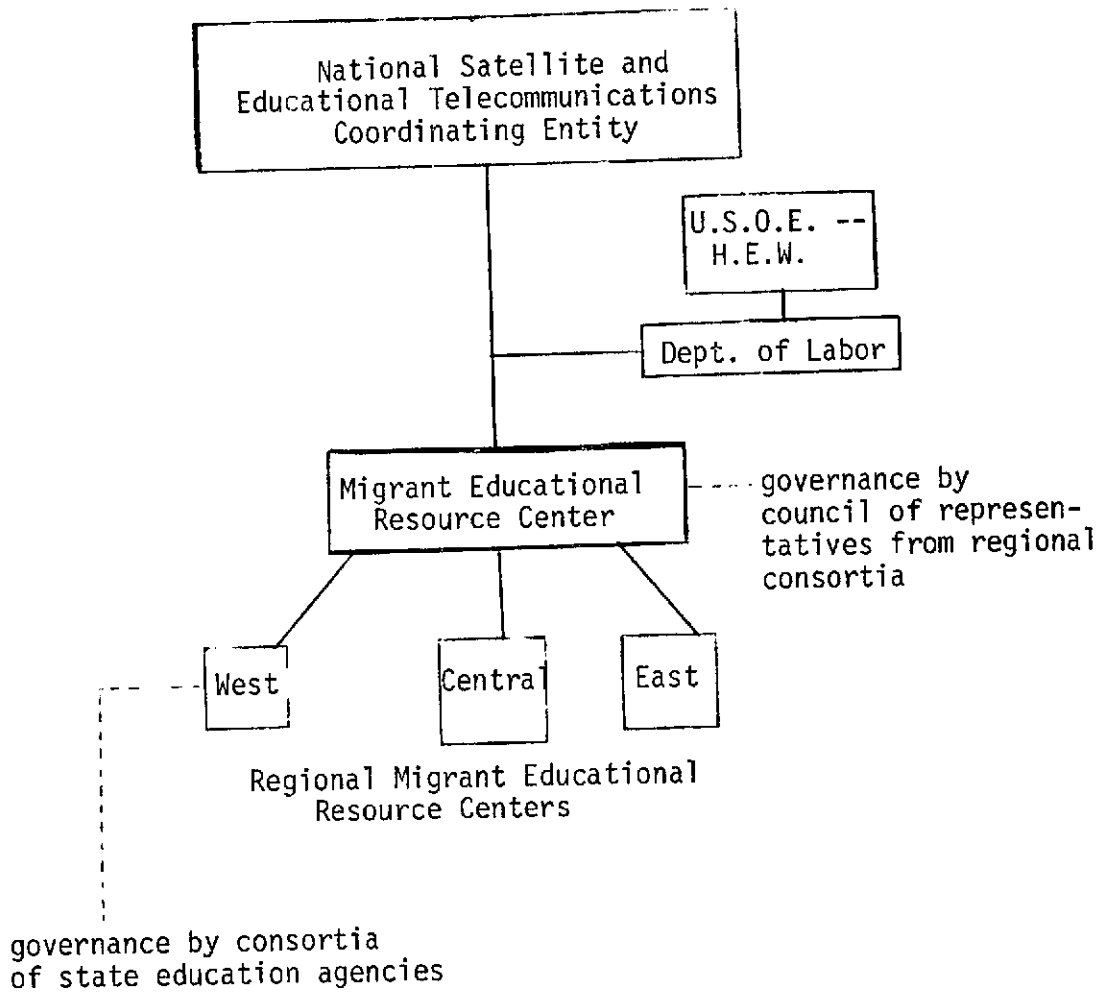 National Satellite and
Educational Telecommunications
Coordinating Entity
U.S.O.E. --
H.E.W.
Dept. of Labor
Migrant Educational
Resource Center
governance by
council of represen-
tatives from regional
consortia
West
Central
East
Regional Migrant Educational
Resource Centers
governance by consortia
of state education agencies